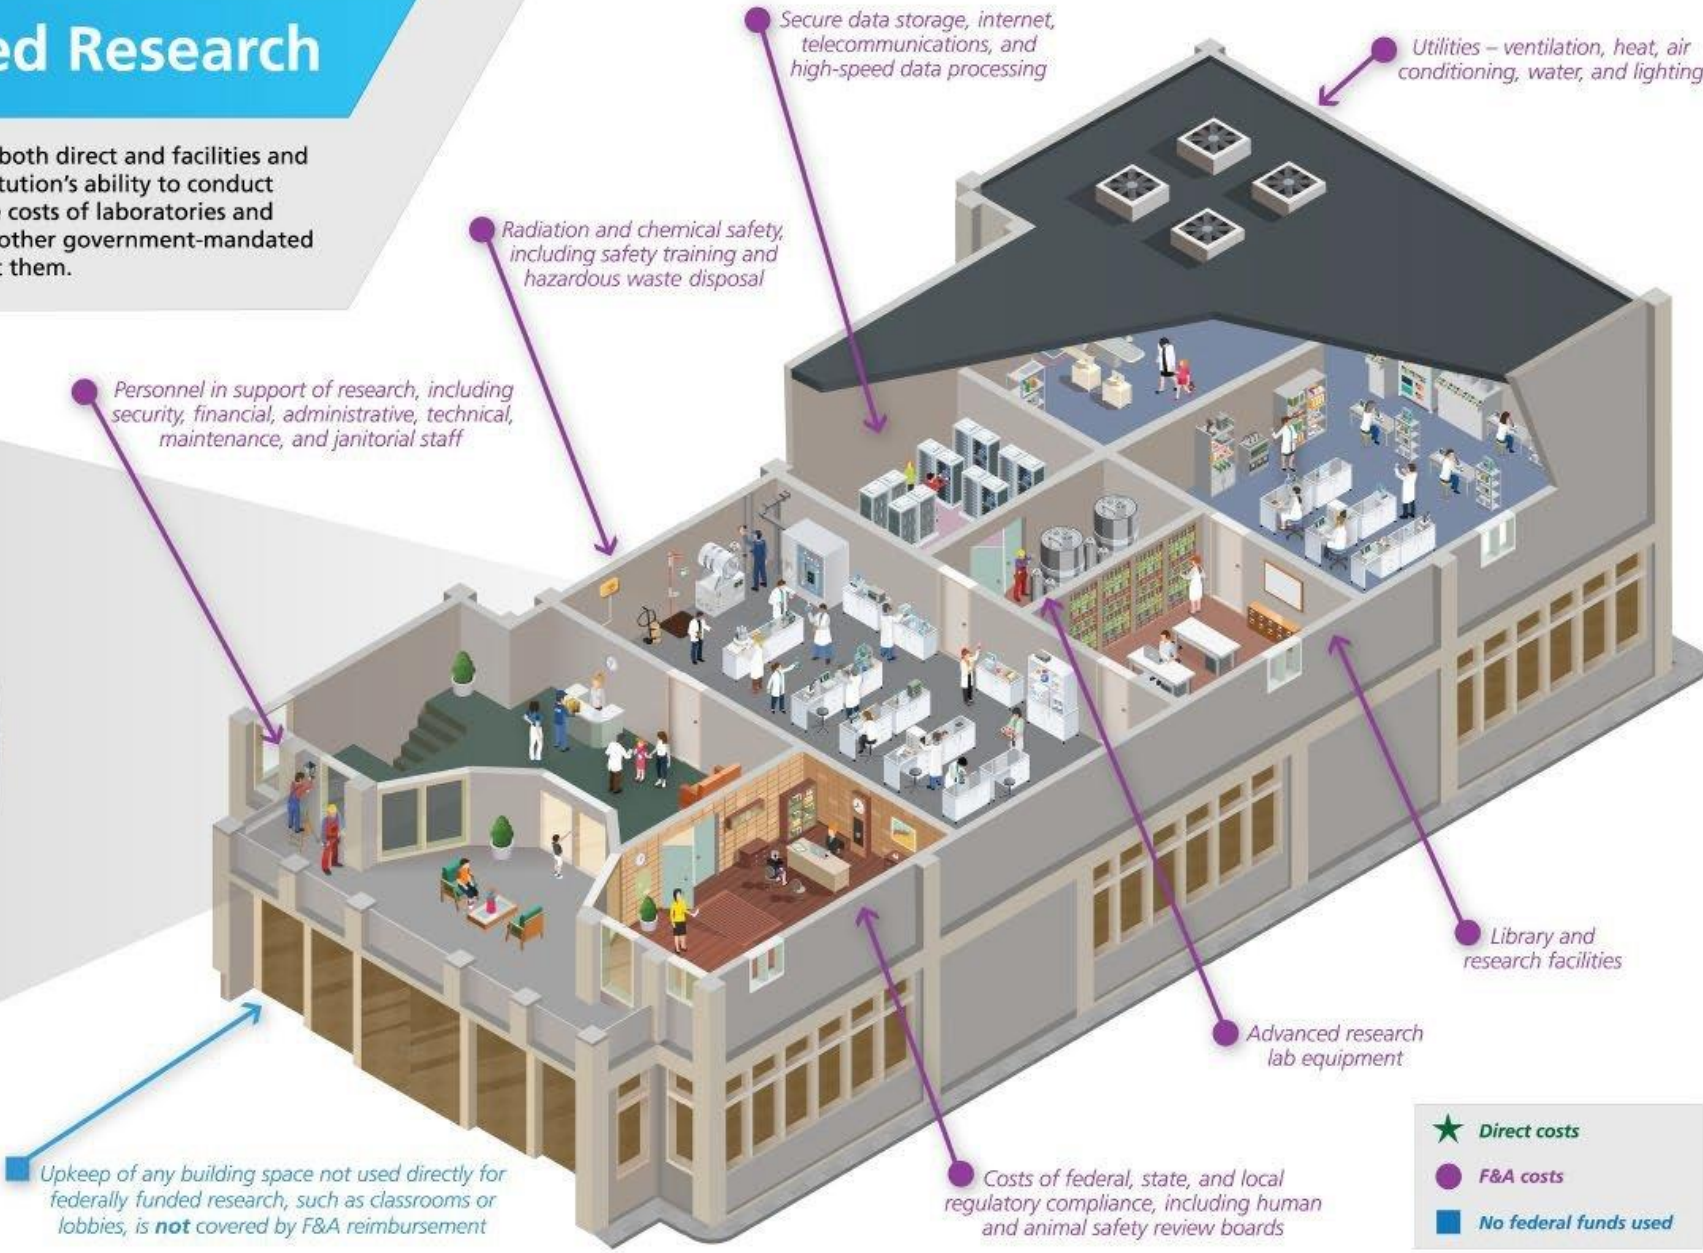 ed Research
both direct and facilities and
tution's ability to conduct
costs of laboratories and
other government-mandated
t them.
Secure data storage, internet,
telecommunications, and
high-speed data processing
Utilities – ventilation, heat, air
conditioning, water, and lighting
Radiation and chemical safety,
including safety training and
hazardous waste disposal
Personnel in support of research, including
security, financial, administrative, technical,
maintenance, and janitorial staff
Library and
research facilities
Advanced research
lab equipment
Costs of federal, state, and local
regulatory compliance, including human
and animal safety review boards
Upkeep of any building space not used directly for
federally funded research, such as classrooms or
lobbies, is not covered by F&A reimbursement
Direct costs
F&A costs
No federal funds used